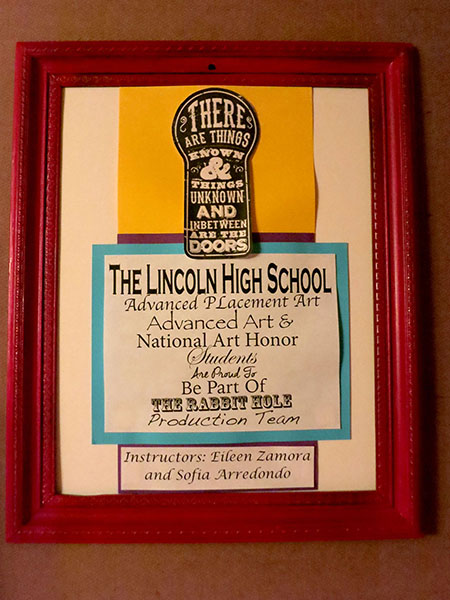 THERE
ARE THINGS
KNOWN
&
THINGS
UNKNOWN
AND
INBETWEEN
ARE THE
DOORS
THE LINCOLN HIGH SCHOOL
Advanced PLacement Art
Advanced Art &
National Art Honor
Students
Are Proud To
Be Part Of
THE RABBIT HOLE
Production Team
Instructors: Eileen Zamora
and Sofia Arredondo